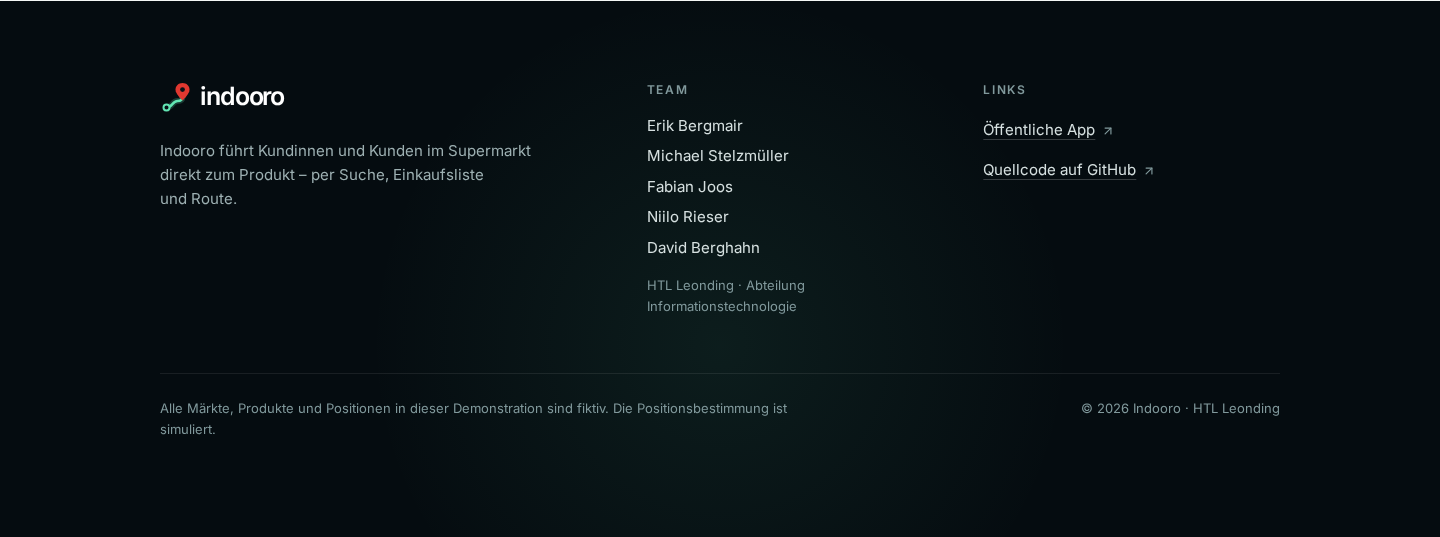 indooro
Indooro führt Kundinnen und Kunden im Supermarkt
direkt zum Produkt – per Suche, Einkaufsliste
und Route.
TEAM
Erik Bergmair
Michael Stelzmüller
Fabian Joos
Niilo Rieser
David Berghahn
HTL Leonding · Abteilung
Informationstechnologie
LINKS
Öffentliche App ↗
Quellcode auf GitHub ↗
Alle Märkte, Produkte und Positionen in dieser Demonstration sind fiktiv. Die Positionsbestimmung ist
simuliert.
© 2026 Indooro · HTL Leonding